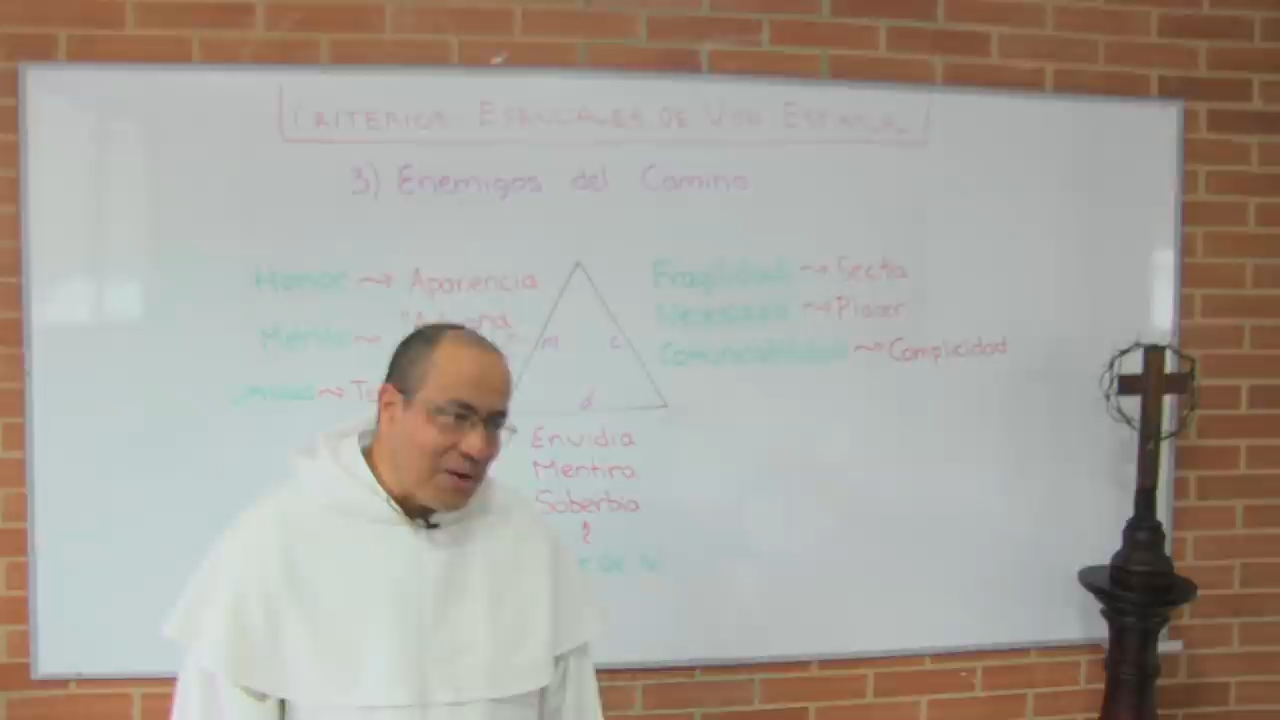 CRITERIOS ESENCIALES DE VIDA ESPIRITUAL
3) Enemigos del Camino
Honor ~> Apariencia
Mérito ~>
m
c
d
Fragilidad ~> Secta
Necesidad ~> Placer
Comunicabilidad ~> Complicidad
Envidia
Mentira
Soberbia